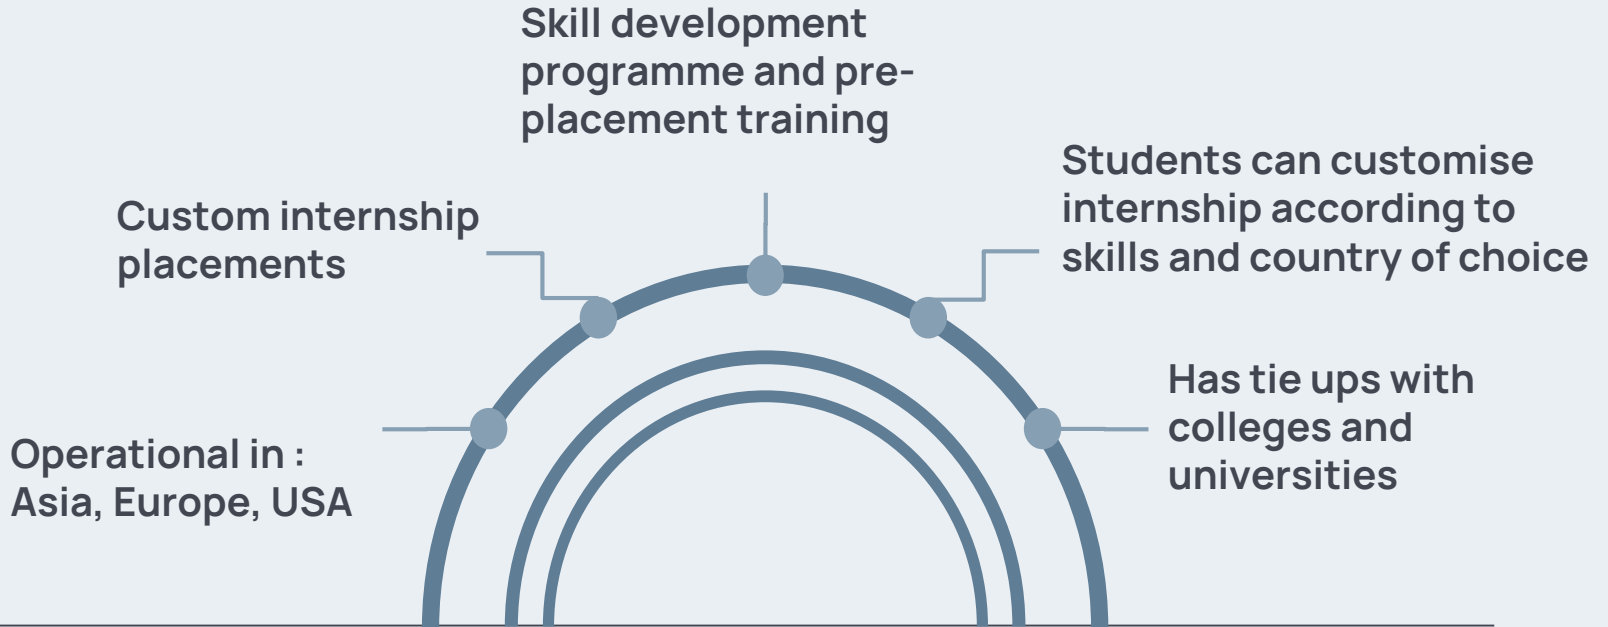 Skill development
programme and pre-
placement training
Custom internship
placements
Students can customise
internship according to
skills and country of choice
Operational in :
Asia, Europe, USA
Has tie ups with
colleges and
universities